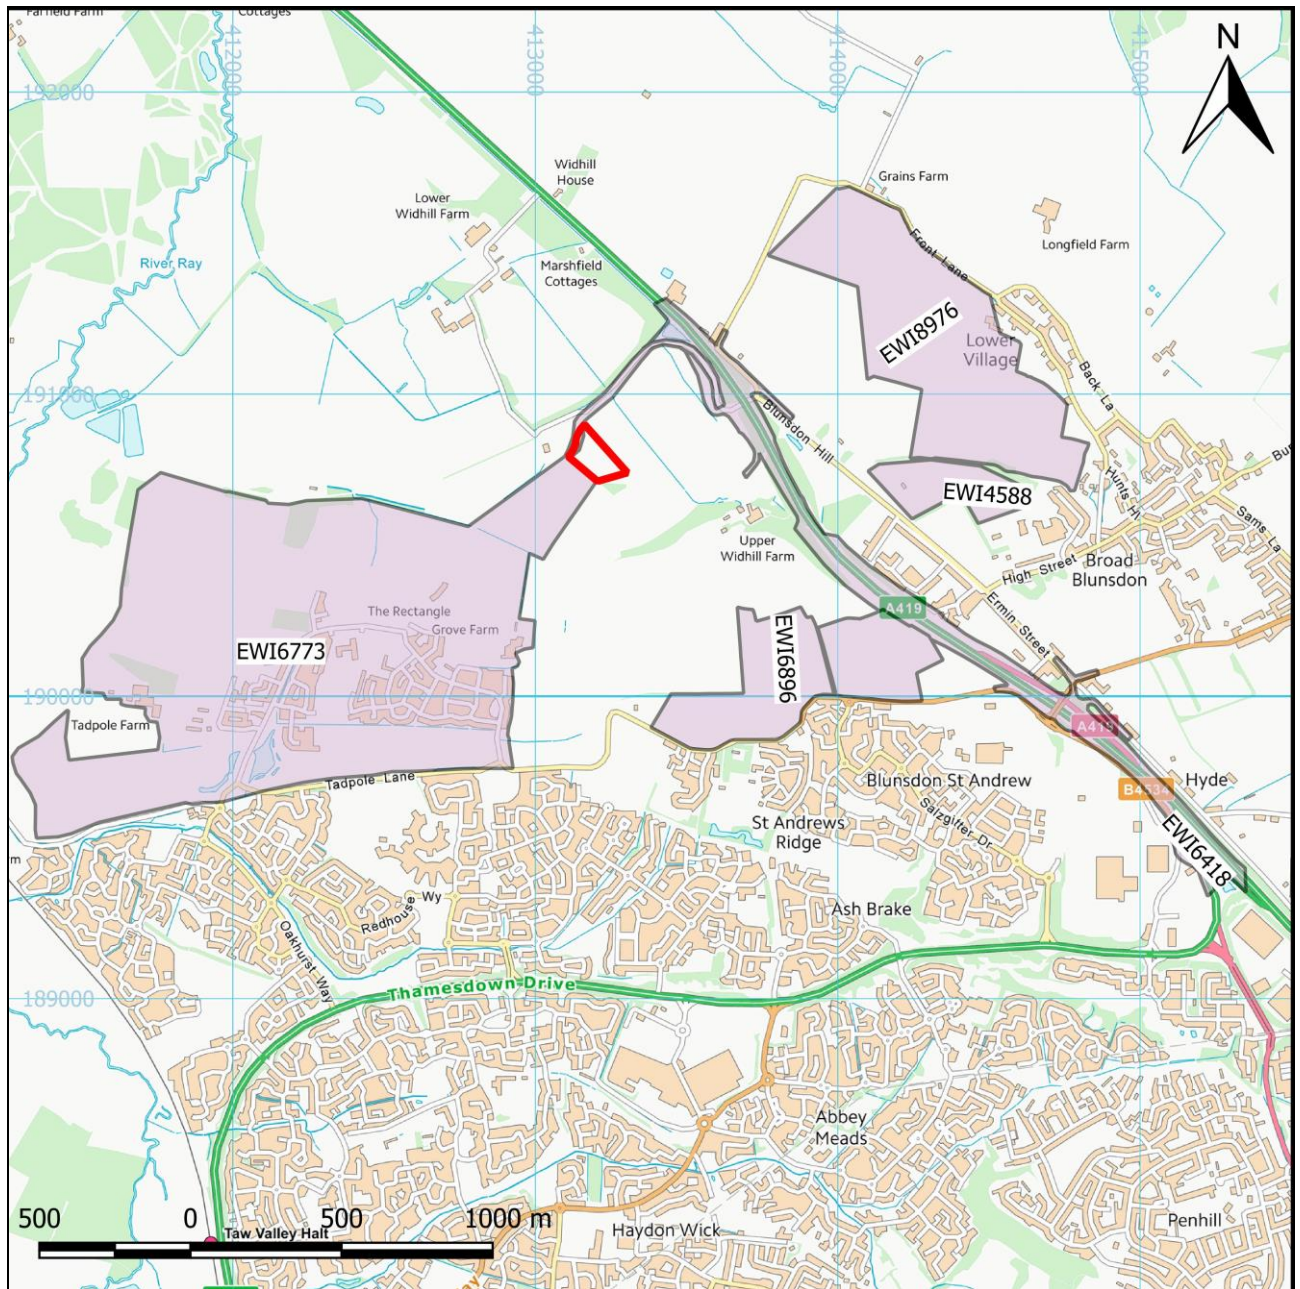 Farfield Farm
Cottages
412000
413000
414000
415000
N
192000
Widhill
House
Grains Farm
Lower
Widhill Farm
Front Lane
Longfield Farm
River Ray
Marshfield
Cottages
EWI8976
Lower
Village
191000
Back La
Blunsdon Hill
EWI4588
Hunts Hl
Sams La
Upper
Widhill Farm
High Street
Broad
Blunsdon
A419
Ermin Street
The Rectangle
Grove Farm
EWI6773
EWI6896
190000
Tadpole Farm
A419
Tadpole Lane
Blunsdon St Andrew
Hyde
B4534
St Andrews
Ridge
Salzgitter Dr
EWI6418
Redhouse Wy
Ash Brake
Oakhurst Way
189000
Thamesdown Drive
Abbey
Meads
500 0 500 1000 m
Taw Valley Halt
Haydon Wick
Penhill